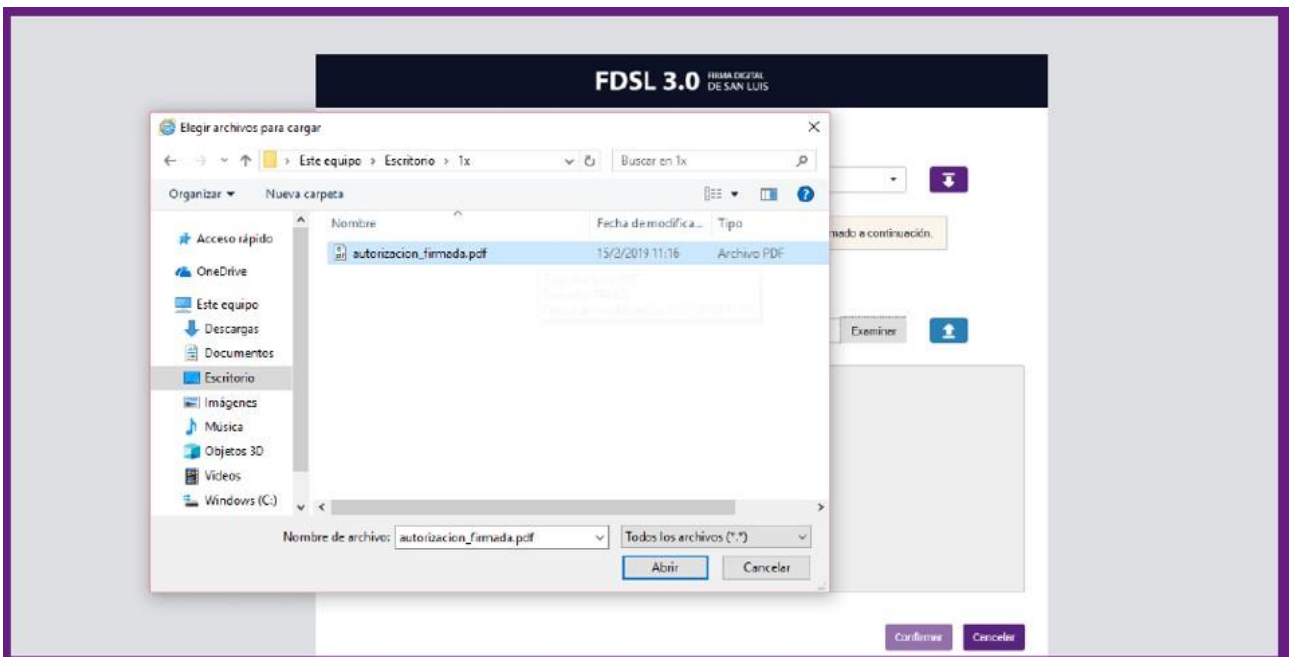 FDSL 3.0 FIRMA DIGITAL
DE SAN LUIS
Elegir archivos para cargar
Este equipo > Escritorio > 1x
Buscar en 1x
Organizar
Nueva carpeta
Nombre
Fecha de modifica...
Tipo
Acceso rápido
autorizacion_firmada.pdf
15/2/2019 11:16
Archivo PDF
mado a continuación.
OneDrive
Este equipo
Descargas
Documentos
Escritorio
Imágenes
Música
Objetos 3D
Videos
Windows (C:)
Examinar
Nombre de archivo: autorizacion_firmada.pdf
Todos los archivos (*.*)
Abrir
Cancelar
Confirmar
Cancelar